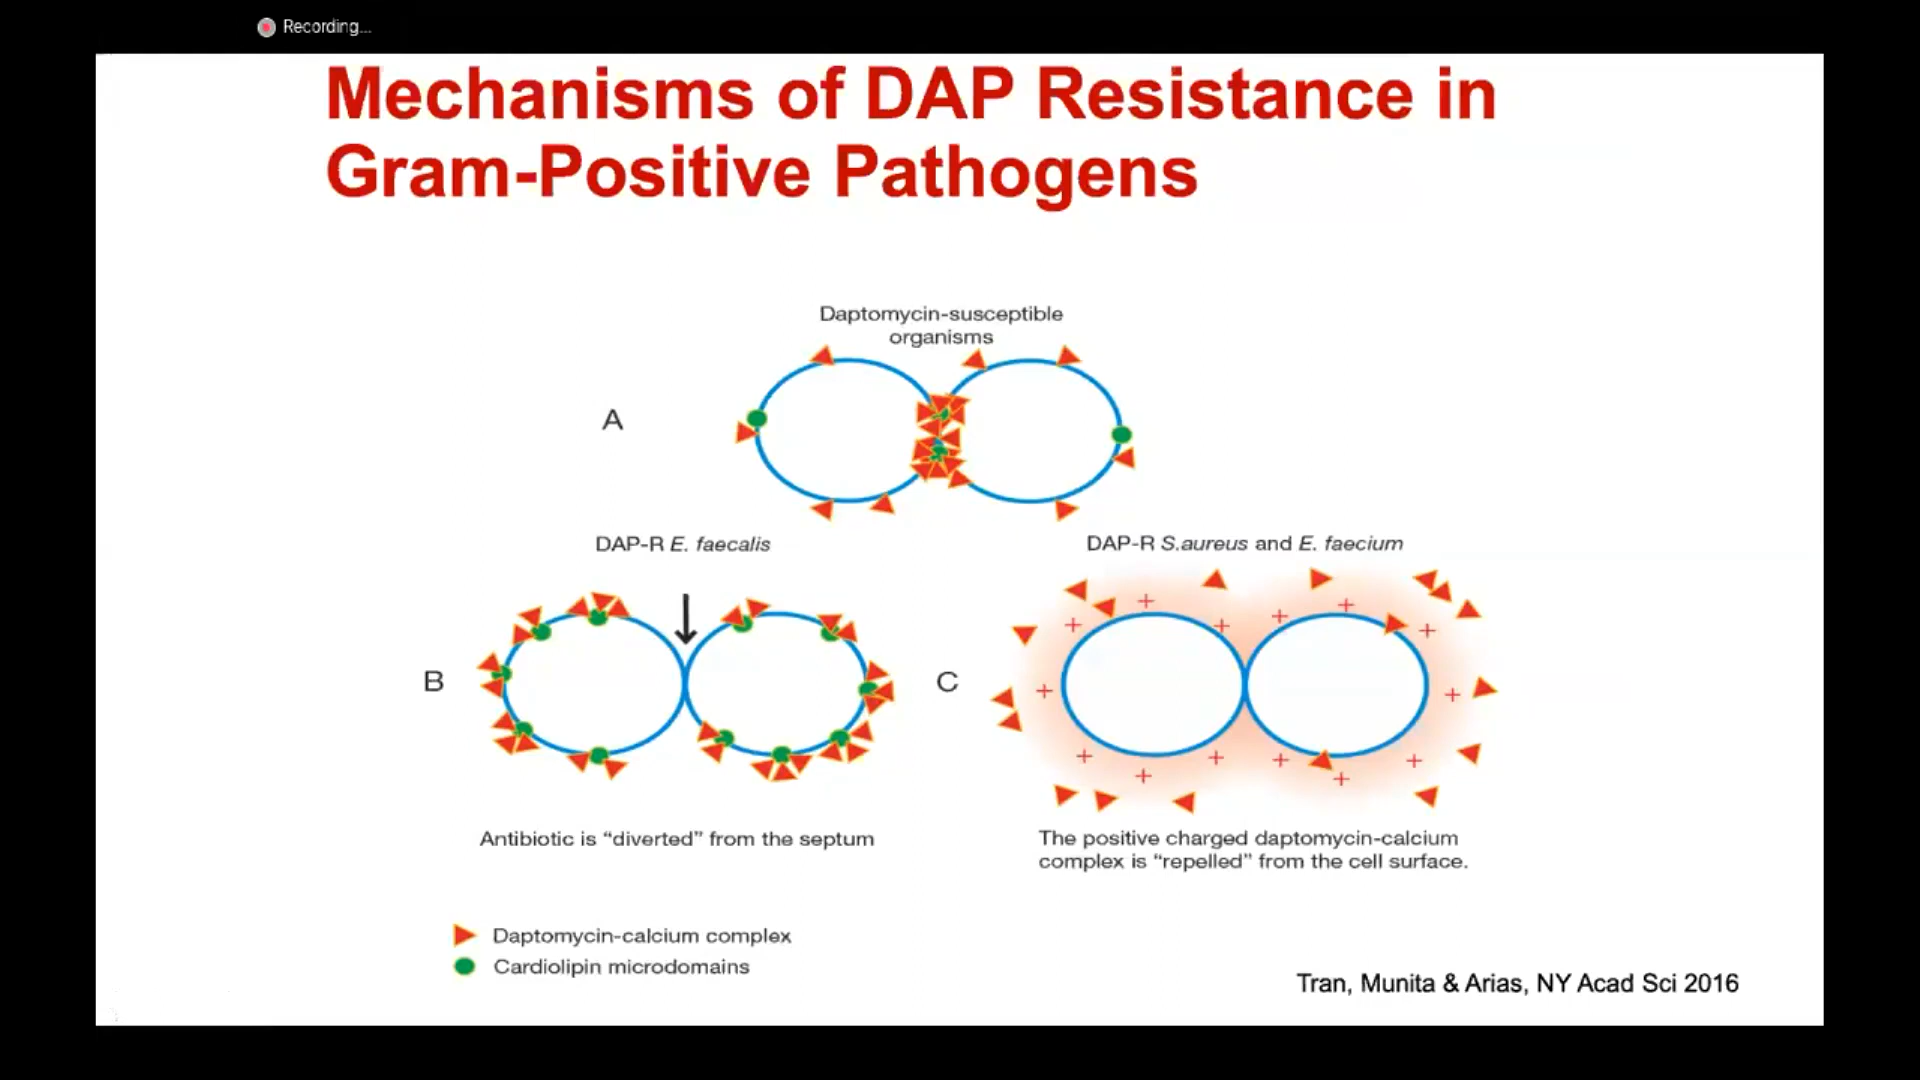 Recording...
Mechanisms of DAP Resistance in
Gram-Positive Pathogens
Daptomycin-susceptible
organisms
A
DAP-R E. faecalis
DAP-R S.aureus and E. faecium
B
C
+ + + + + + + + + + + + + + + +
Antibiotic is “diverted” from the septum
The positive charged daptomycin-calcium
complex is “repelled” from the cell surface.
Daptomycin-calcium complex
Cardiolipin microdomains
Tran, Munita & Arias, NY Acad Sci 2016